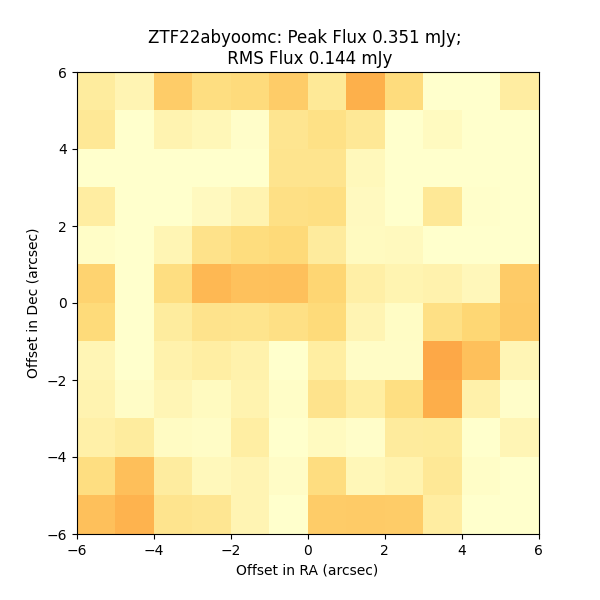 ZTF22abyoomc: Peak Flux 0.351 mJy;
RMS Flux 0.144 mJy
6
4
2
0
−2
−4
−6
Offset in Dec (arcsec)
−6 −4 −2 0 2 4 6
Offset in RA (arcsec)